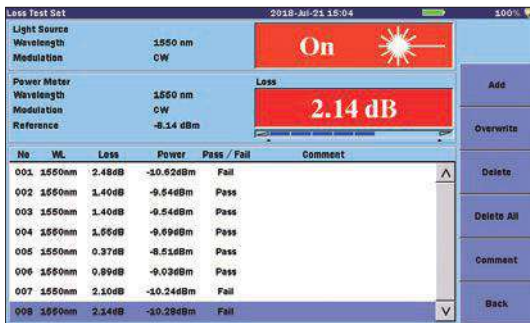 Loss Test Set 2018-Jul-21 15:04 100%
Light Source
Wavelength 1550 nm
Modulation CW
On
Power Meter
Wavelength 1550 nm
Modulation CW
Reference -8.14 dBm
Loss
2.14 dB
No WL Loss Power Pass / Fail Comment
001 1550nm 2.48dB -10.62dBm Fail
002 1550nm 1.40dB -9.54dBm Pass
003 1550nm 1.40dB -9.54dBm Pass
004 1550nm 1.55dB -9.69dBm Pass
005 1550nm 0.37dB -8.51dBm Pass
006 1550nm 0.89dB -9.03dBm Pass
007 1550nm 2.10dB -10.24dBm Fail
008 1550nm 2.14dB -10.28dBm Fail
Add
Overwrite
Delete
Delete All
Comment
Back